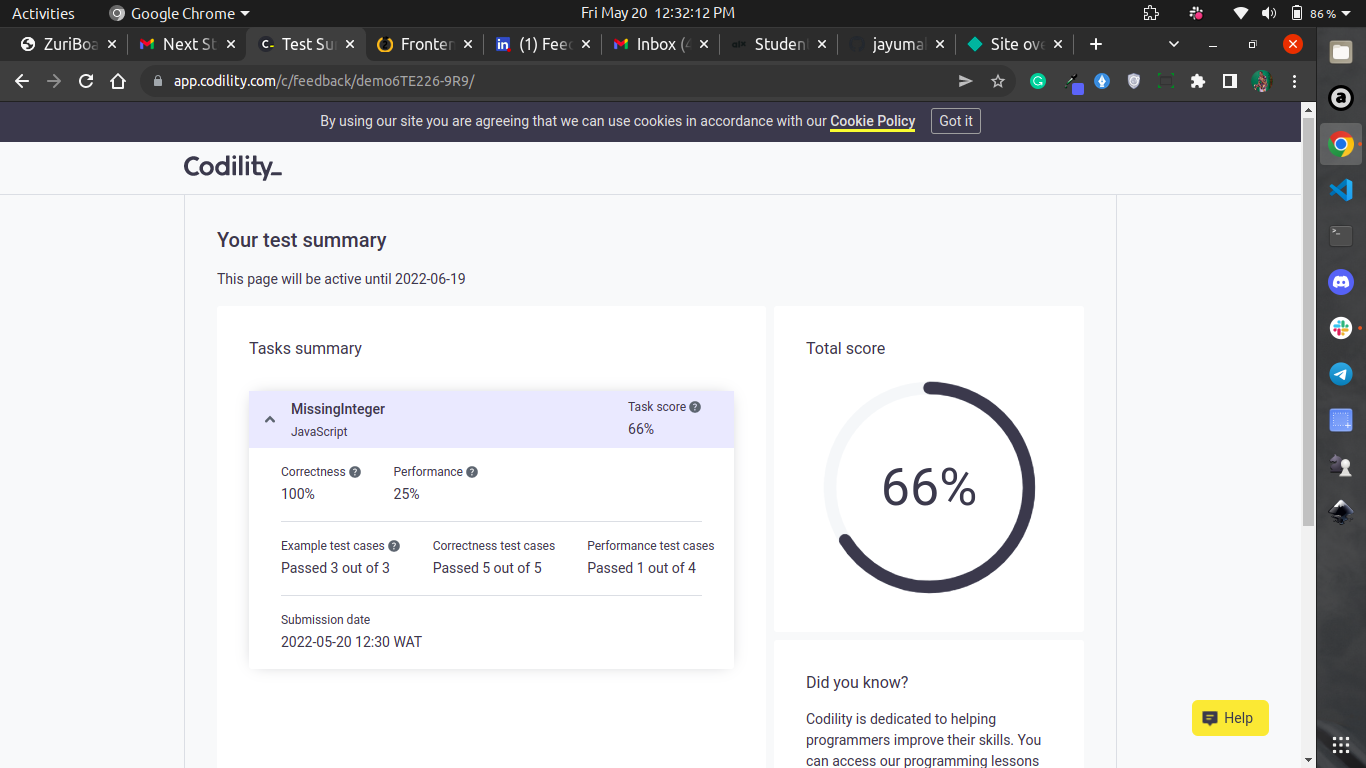 Activities
Google Chrome
Fri May 20 12:32:12 PM
86 %
ZuriBoa
Next St
Test Su
Fronten
(1) Feed
Inbox (4
Studen
jayumal
Site ove
app.codility.com/c/feedback/demo6TE226-9R9/
By using our site you are agreeing that we can use cookies in accordance with our Cookie Policy
Got it
Codility_
Your test summary
This page will be active until 2022-06-19
Tasks summary
MissingInteger
JavaScript
Task score
66%
Correctness
100%
Performance
25%
Example test cases
Passed 3 out of 3
Correctness test cases
Passed 5 out of 5
Performance test cases
Passed 1 out of 4
Submission date
2022-05-20 12:30 WAT
Total score
66%
Did you know?
Codility is dedicated to helping
programmers improve their skills. You
can access our programming lessons
Help